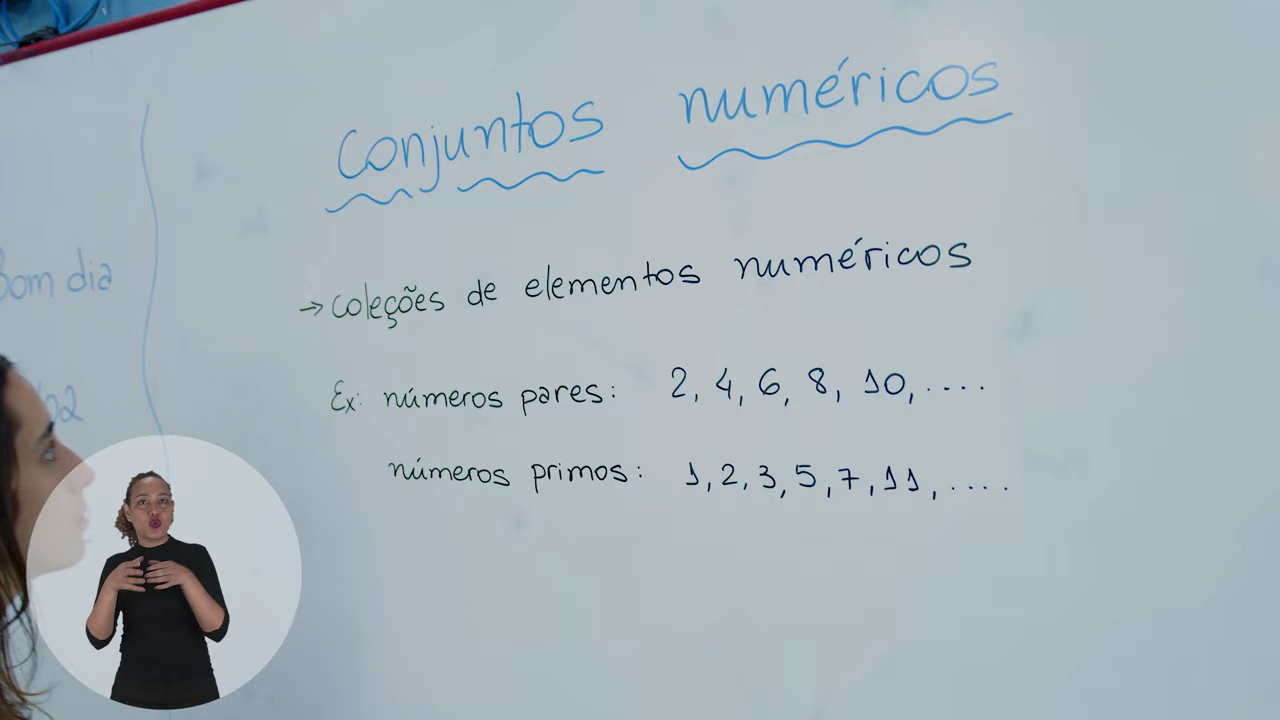 conjuntos numéricos
→ coleções de elementos numéricos
Ex: números pares: 2, 4, 6, 8, 10, ....
números primos: 1, 2, 3, 5, 7, 11, ....
Bom dia